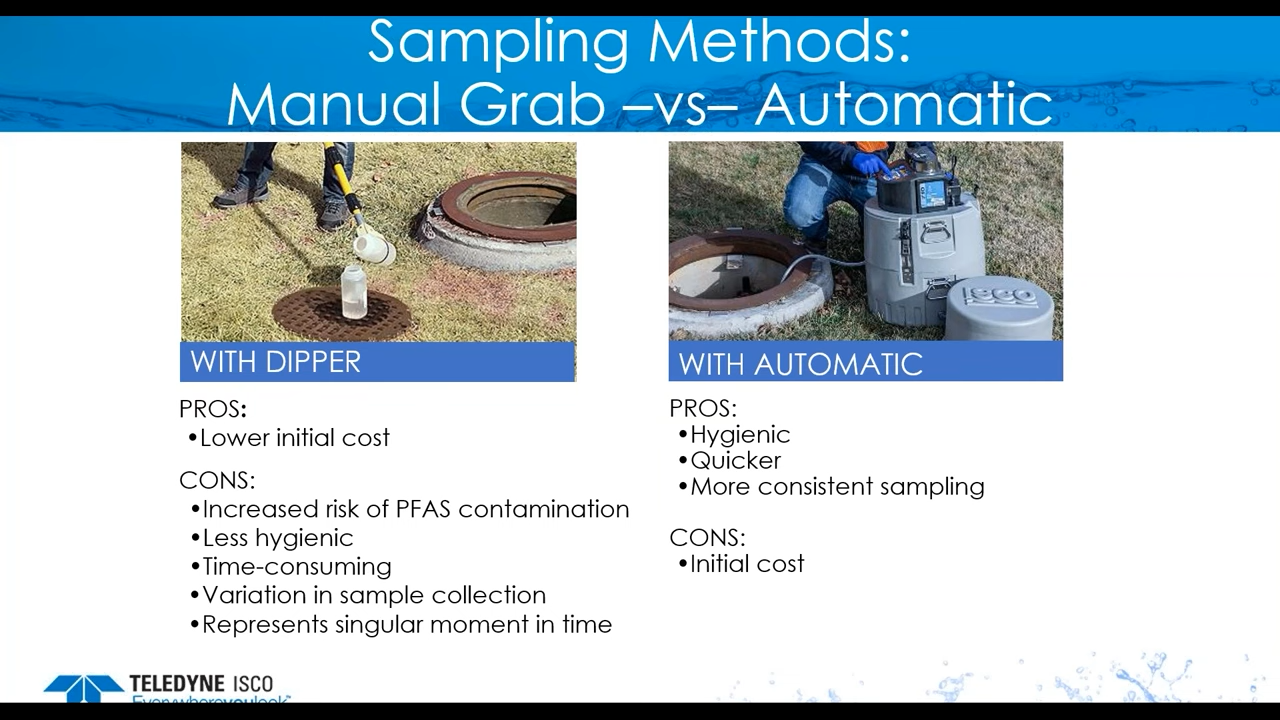 Sampling Methods:
Manual Grab –vs– Automatic
WITH DIPPER
PROS:
•Lower initial cost
CONS:
•Increased risk of PFAS contamination
•Less hygienic
•Time-consuming
•Variation in sample collection
•Represents singular moment in time
ISCO
WITH AUTOMATIC
PROS:
•Hygienic
•Quicker
•More consistent sampling
CONS:
•Initial cost
TELEDYNE ISCO
Everywhereyoulook™